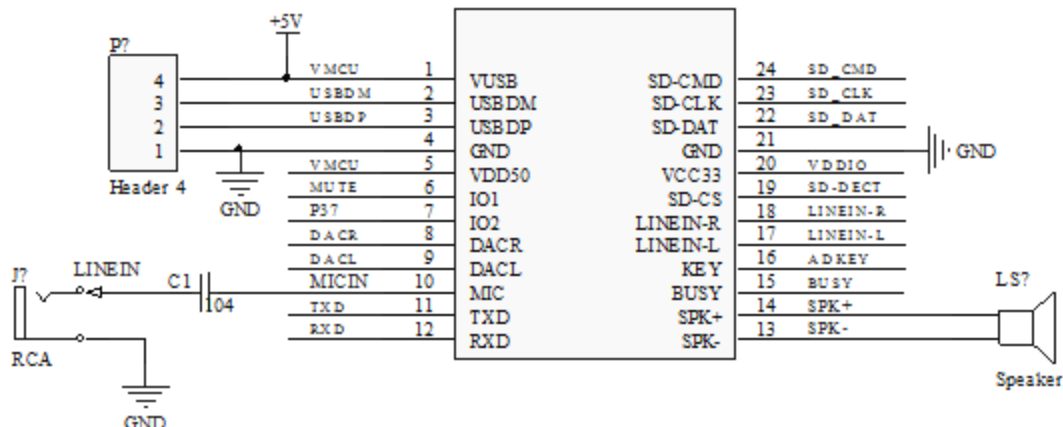 +5V
P?
4
3
2
1
Header 4
GND
VMCU 1 VUSB
USBDM 2 USBDM
USBDP 3 USBDP
4 GND
VMCU 5 VDD50
MUTE 6 IO1
P37 7 IO2
DACR 8 DACR
DACL 9 DACL
MICIN 10 MIC
TXD 11 TXD
RXD 12 RXD
SD-CMD 24 SD_CMD
SD-CLK 23 SD_CLK
SD-DAT 22 SD_DAT
GND 21 GND
VCC33 20 VDDIO
SD-CS 19 SD-DECT
LINEIN-R 18 LINEIN-R
LINEIN-L 17 LINEIN-L
KEY 16 ADKEY
BUSY 15 BUSY
SPK+ 14 SPK+
SPK- 13 SPK-
J?
LINEIN
C1
104
RCA
GND
LS?
Speaker